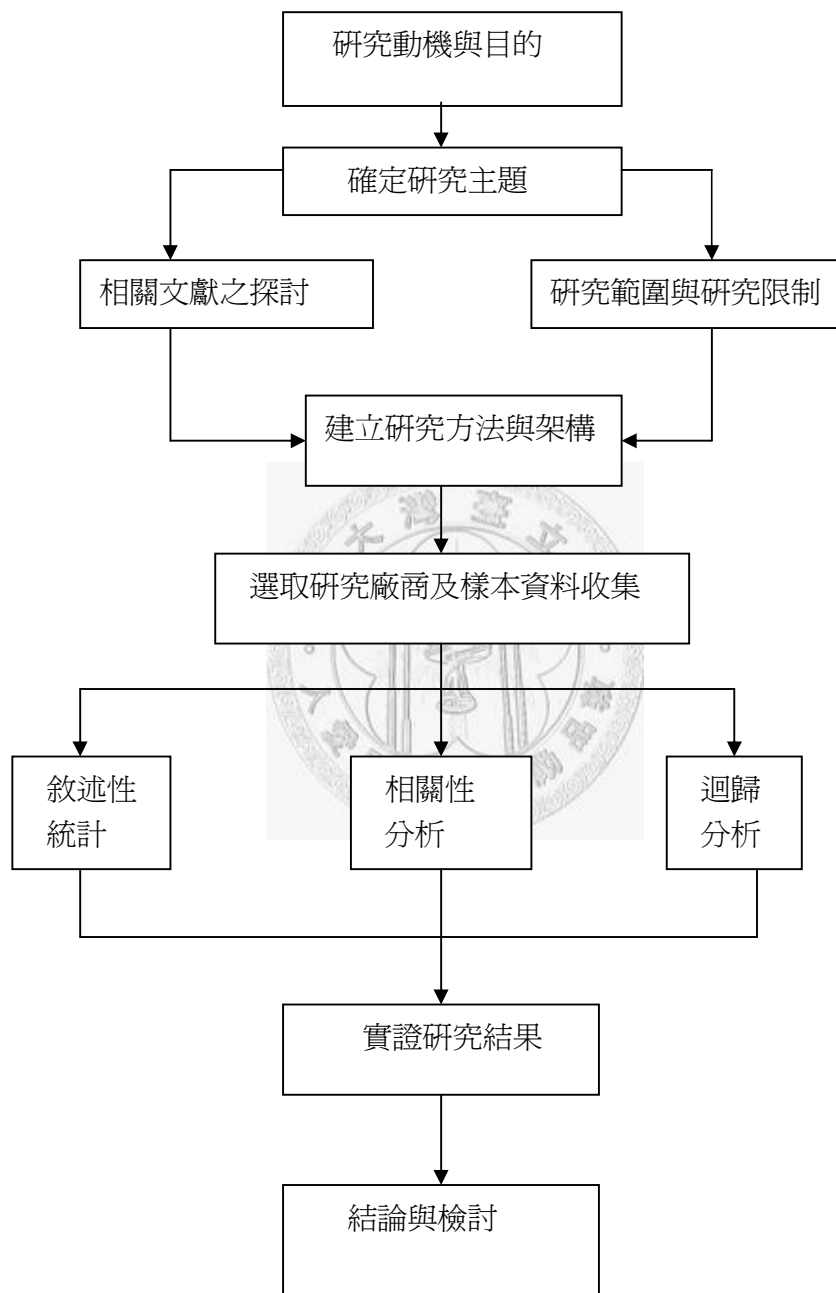 研究動機與目的
確定研究主題
相關文獻之探討
研究範圍與研究限制
建立研究方法與架構
選取研究廠商及樣本資料收集
敘述性
統計
相關性
分析
迴歸
分析
實證研究結果
結論與檢討